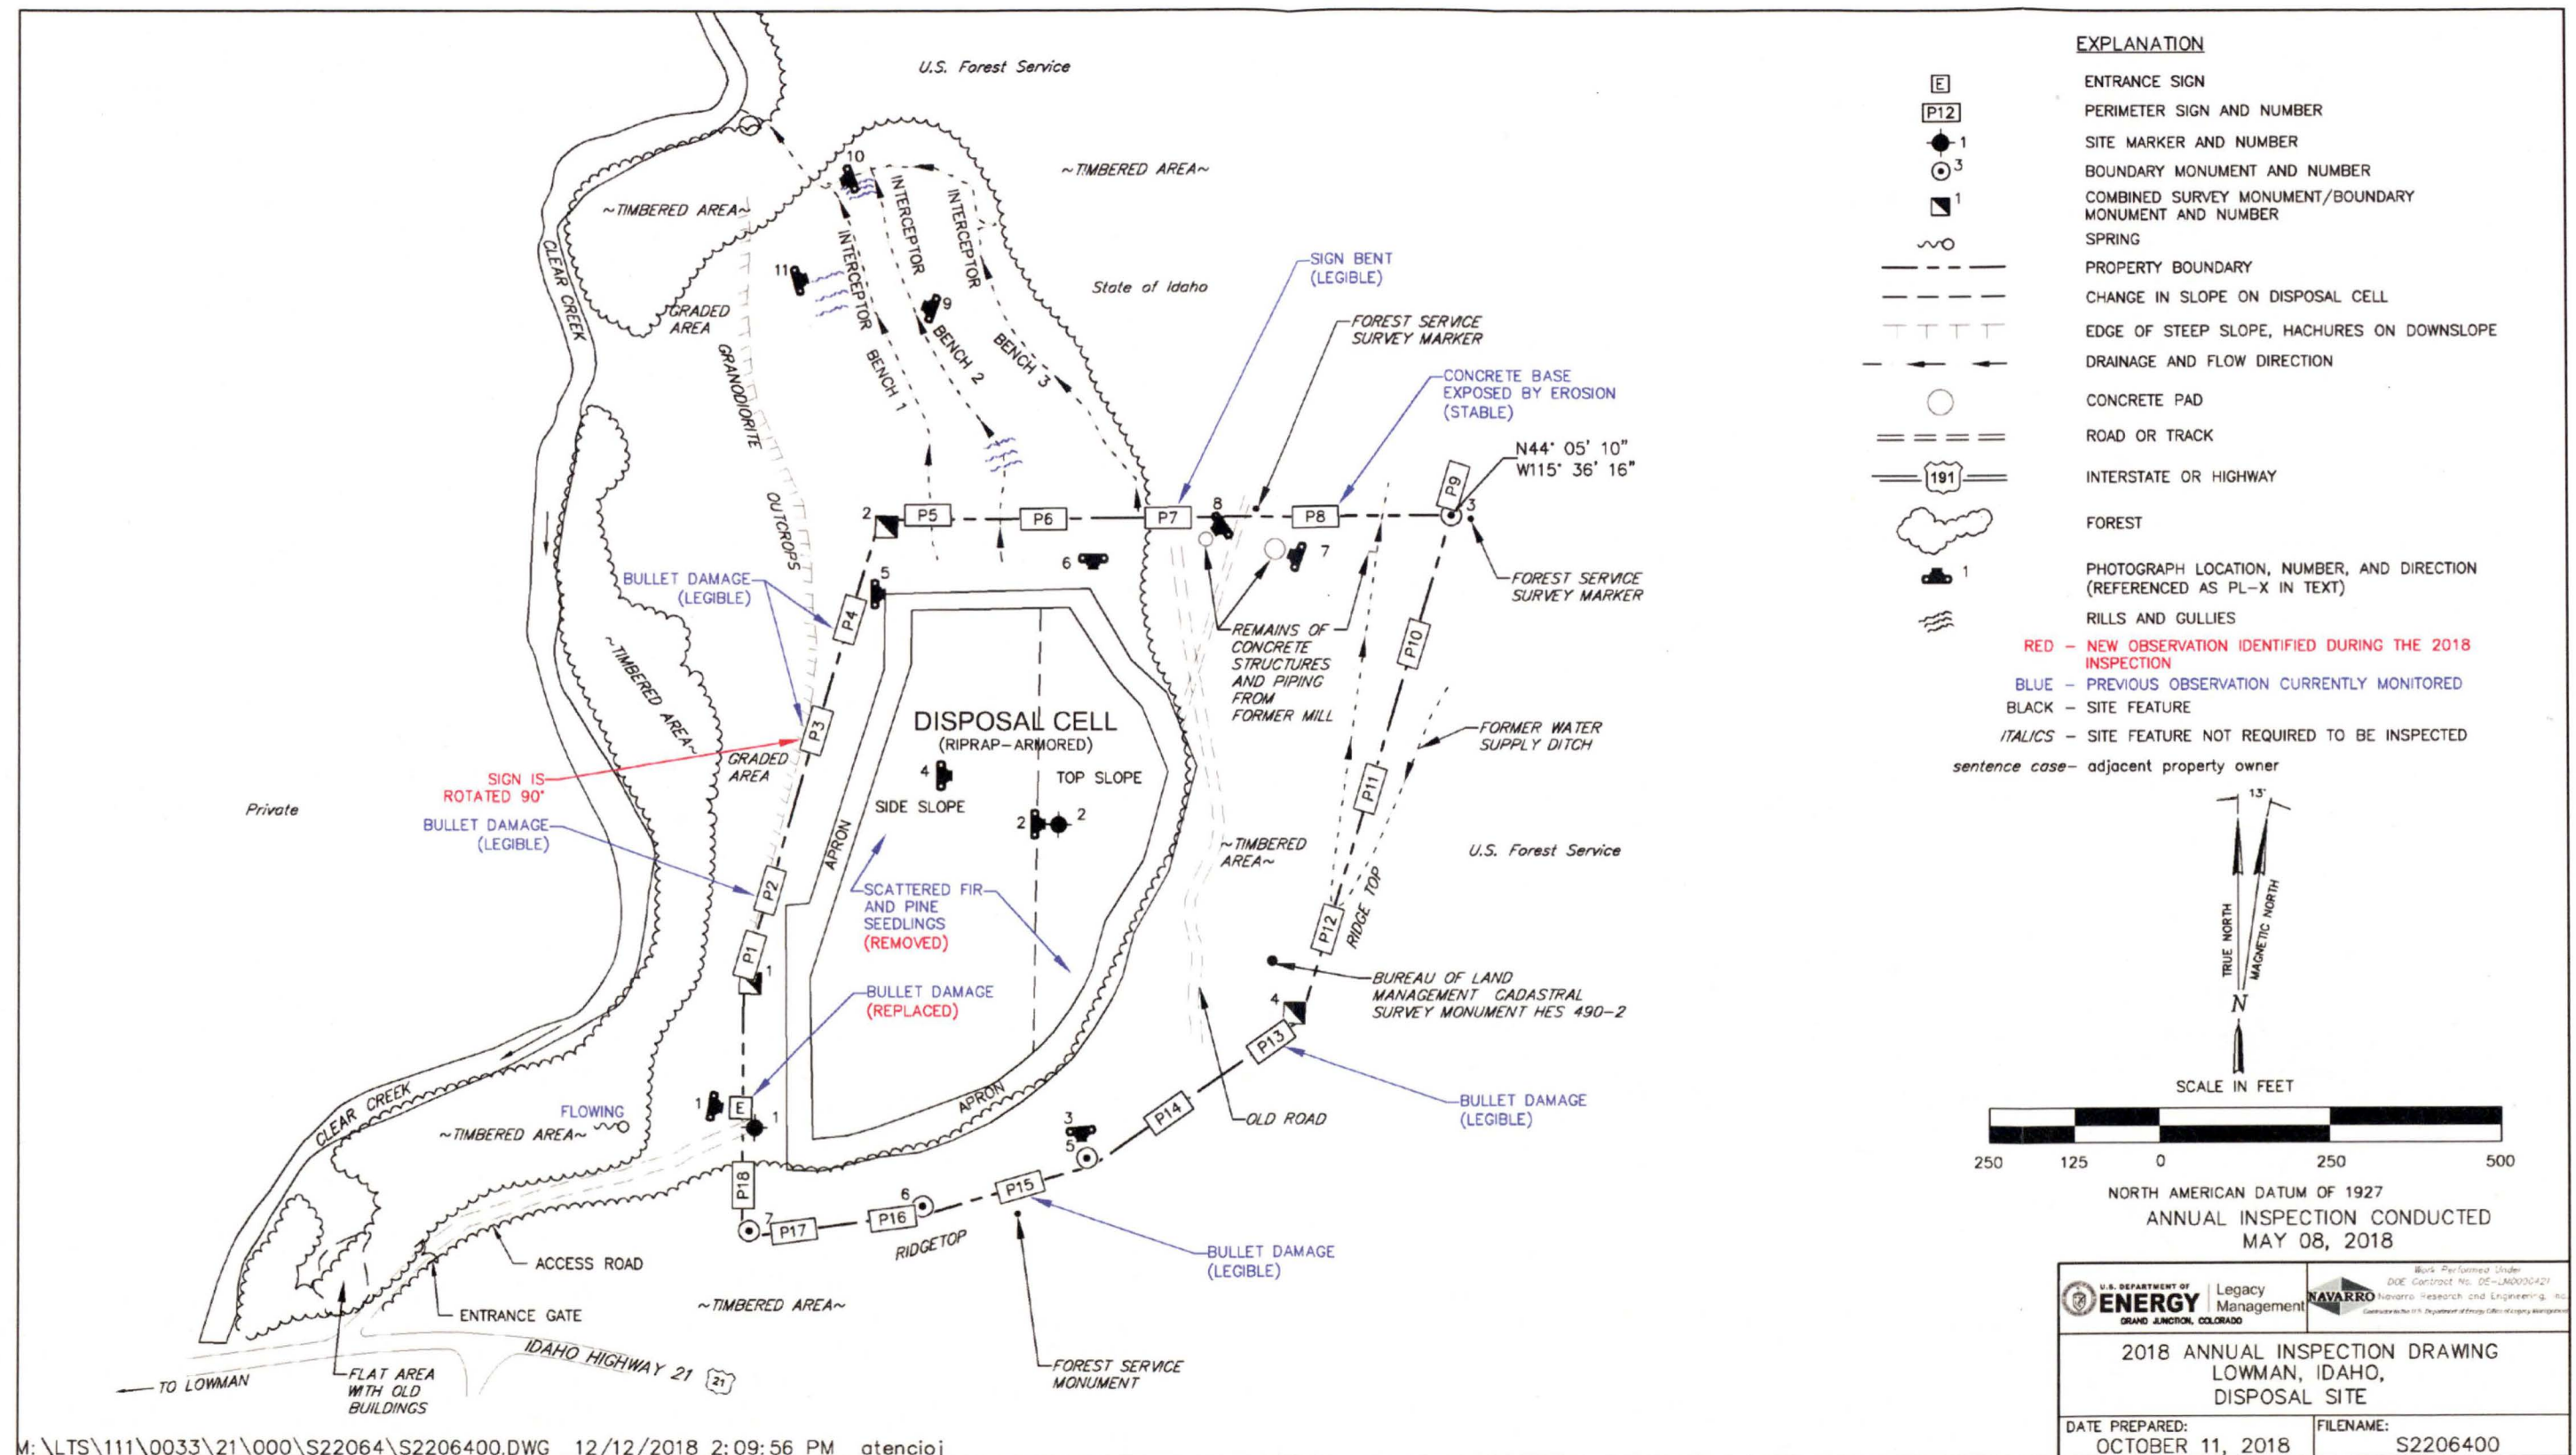 U.S. Forest Service
~TIMBERED AREA~
~TIMBERED AREA~
10
INTERCEPTOR
BENCH 1
INTERCEPTOR
BENCH 2
INTERCEPTOR
BENCH 3
11
9
CLEAR CREEK
GRADED
AREA
GRANODIORITE
OUTCROPS
State of Idaho
SIGN BENT
(LEGIBLE)
FOREST SERVICE
SURVEY MARKER
CONCRETE BASE
EXPOSED BY EROSION
(STABLE)
N44° 05' 10"
W115° 36' 16"
2
P5
P6
P7
8
P8
P9
3
6
7
5
FOREST SERVICE
SURVEY MARKER
BULLET DAMAGE
(LEGIBLE)
P4
P3
P10
REMAINS OF
CONCRETE
STRUCTURES
AND PIPING
FROM
FORMER MILL
~TIMBERED AREA~
FORMER WATER
SUPPLY DITCH
DISPOSAL CELL
(RIPRAP-ARMORED)
4
TOP SLOPE
SIDE SLOPE
2
2
GRADED
AREA
SIGN IS
ROTATED 90°
Private
BULLET DAMAGE
(LEGIBLE)
P11
APRON
~TIMBERED
AREA~
U.S. Forest Service
P2
SCATTERED FIR
AND PINE
SEEDLINGS
(REMOVED)
P12
RIDGE TOP
P1
1
BULLET DAMAGE
(REPLACED)
BUREAU OF LAND
MANAGEMENT CADASTRAL
SURVEY MONUMENT HES 490-2
4
P13
CLEAR CREEK
FLOWING
~TIMBERED AREA~
1
E
1
APRON
P14
OLD ROAD
BULLET DAMAGE
(LEGIBLE)
3
5
P18
P15
6
P16
7
P17
RIDGETOP
ACCESS ROAD
BULLET DAMAGE
(LEGIBLE)
ENTRANCE GATE
~TIMBERED AREA~
IDAHO HIGHWAY 21
21
TO LOWMAN
FLAT AREA
WITH OLD
BUILDINGS
FOREST SERVICE
MONUMENT
EXPLANATION
E ENTRANCE SIGN
P12 PERIMETER SIGN AND NUMBER
1 SITE MARKER AND NUMBER
3 BOUNDARY MONUMENT AND NUMBER
1 COMBINED SURVEY MONUMENT/BOUNDARY
MONUMENT AND NUMBER
SPRING
PROPERTY BOUNDARY
CHANGE IN SLOPE ON DISPOSAL CELL
EDGE OF STEEP SLOPE, HACHURES ON DOWNSLOPE
DRAINAGE AND FLOW DIRECTION
CONCRETE PAD
ROAD OR TRACK
191 INTERSTATE OR HIGHWAY
FOREST
1 PHOTOGRAPH LOCATION, NUMBER, AND DIRECTION
(REFERENCED AS PL-X IN TEXT)
RILLS AND GULLIES
RED - NEW OBSERVATION IDENTIFIED DURING THE 2018
INSPECTION
BLUE - PREVIOUS OBSERVATION CURRENTLY MONITORED
BLACK - SITE FEATURE
ITALICS - SITE FEATURE NOT REQUIRED TO BE INSPECTED
sentence case- adjacent property owner
13°
TRUE NORTH
MAGNETIC NORTH
N
SCALE IN FEET
250 125 0 250 500
NORTH AMERICAN DATUM OF 1927
ANNUAL INSPECTION CONDUCTED
MAY 08, 2018
U.S. DEPARTMENT OF
ENERGY
Legacy
Management
GRAND JUNCTION, COLORADO
NAVARRO
Work Performed Under
DOE Contract No. DE-LM0000421
Navarro Research and Engineering, Inc.
2018 ANNUAL INSPECTION DRAWING
LOWMAN, IDAHO,
DISPOSAL SITE
DATE PREPARED:
OCTOBER 11, 2018
FILENAME:
S2206400
M:\LTS\111\0033\21\000\S22064\S2206400.DWG 12/12/2018 2:09:56 PM atencioj